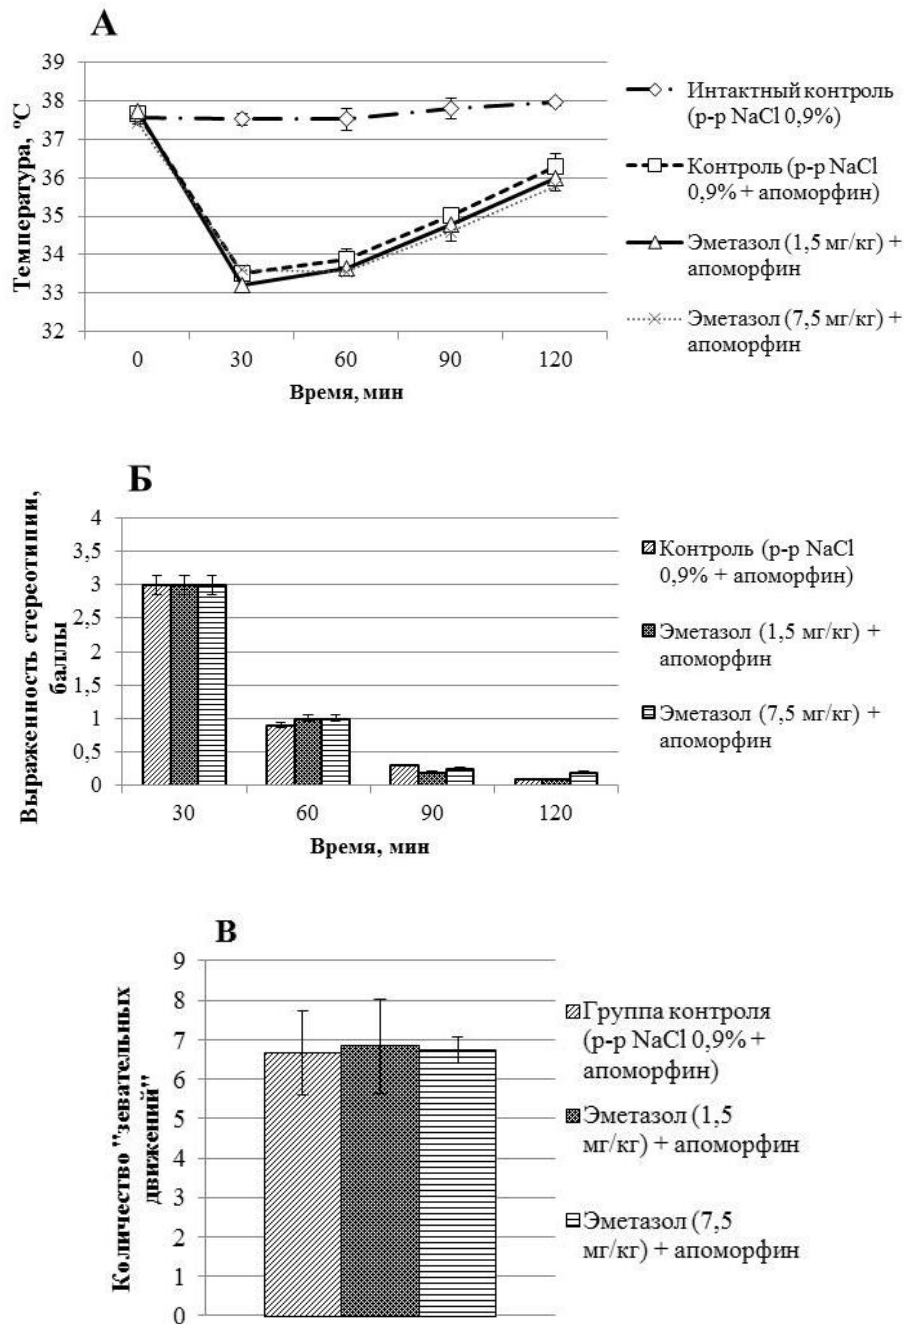 А
39
38
37
36
35
34
33
32
Температура, °С
0 30 60 90 120
Время, мин
Интактный контроль
(р-р NaCl 0,9%)
Контроль (р-р NaCl
0,9% + апоморфин)
Эметазол (1,5 мг/кг) +
апоморфин
Эметазол (7,5 мг/кг) +
апоморфин
Б
Выраженность стереотипии,
баллы
4
3,5
3
2,5
2
1,5
1
0,5
0
30 60 90 120
Время, мин
Контроль (р-р NaCl
0,9% + апоморфин)
Эметазол (1,5 мг/кг) +
апоморфин
Эметазол (7,5 мг/кг) +
апоморфин
В
Количество "зевательных
движений"
9
8
7
6
5
4
3
2
1
0
Группа контроля
(р-р NaCl 0,9% +
апоморфин)
Эметазол (1,5
мг/кг) + апоморфин
Эметазол (7,5
мг/кг) + апоморфин